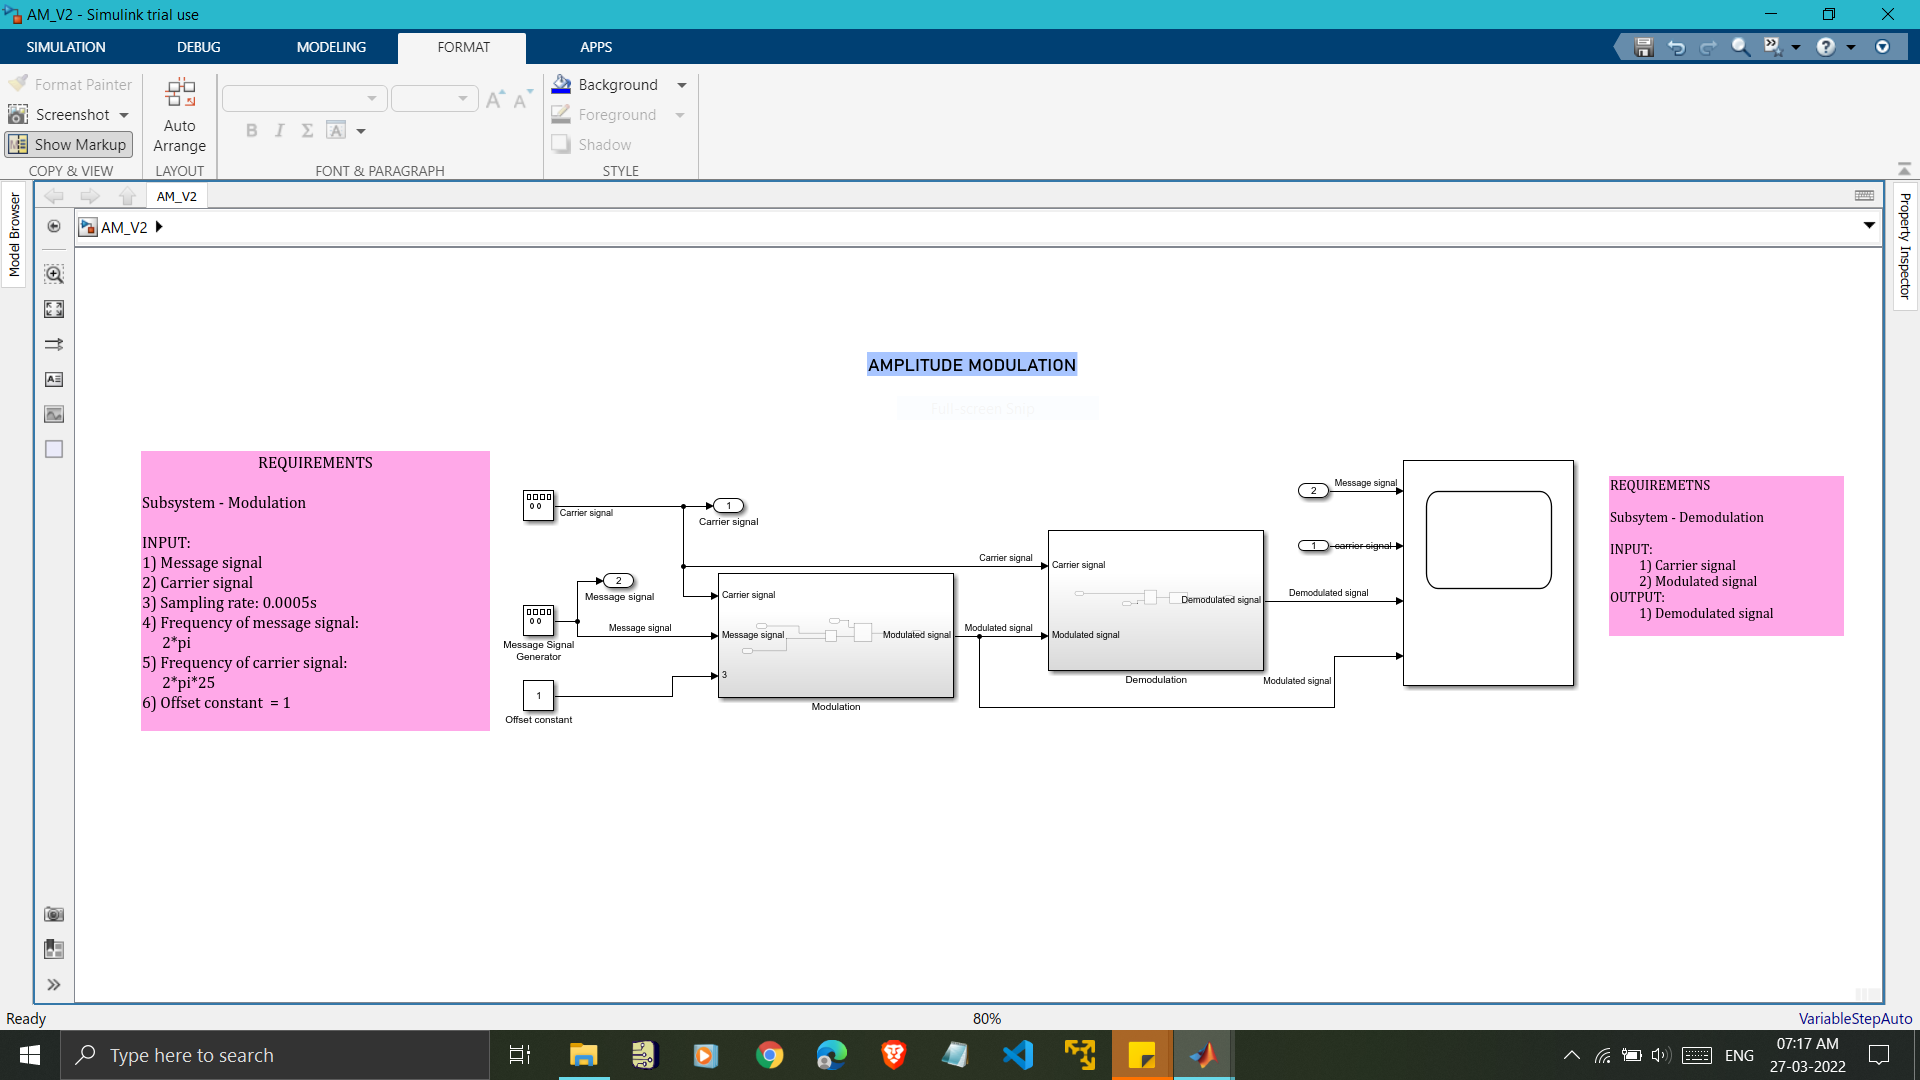 AM_V2 - Simulink trial use
SIMULATION
DEBUG
MODELING
FORMAT
APPS
Format Painter
Screenshot
Show Markup
COPY & VIEW
Auto
Arrange
LAYOUT
B I Σ A
A A
FONT & PARAGRAPH
Background
Foreground
Shadow
STYLE
Model Browser
AM_V2
AM_V2
Property Inspector
AMPLITUDE MODULATION
Full-screen Snip
REQUIREMENTS
Subsystem - Modulation
INPUT:
1) Message signal
2) Carrier signal
3) Sampling rate: 0.0005s
4) Frequency of message signal:
2*pi
5) Frequency of carrier signal:
2*pi*25
6) Offset constant = 1
Carrier signal
1
Carrier signal
2
Message signal
Message Signal
Generator
Message signal
1
Offset constant
Carrier signal
Message signal
3
Modulated signal
Modulation
Carrier signal
Modulated signal
Carrier signal
Modulated signal
Demodulated signal
Demodulation
2
Message signal
1
carrier signal
Demodulated signal
Modulated signal
REQUIREMETNS
Subsytem - Demodulation
INPUT:
1) Carrier signal
2) Modulated signal
OUTPUT:
1) Demodulated signal
Ready
80%
VariableStepAuto
Type here to search
ENG
07:17 AM
27-03-2022